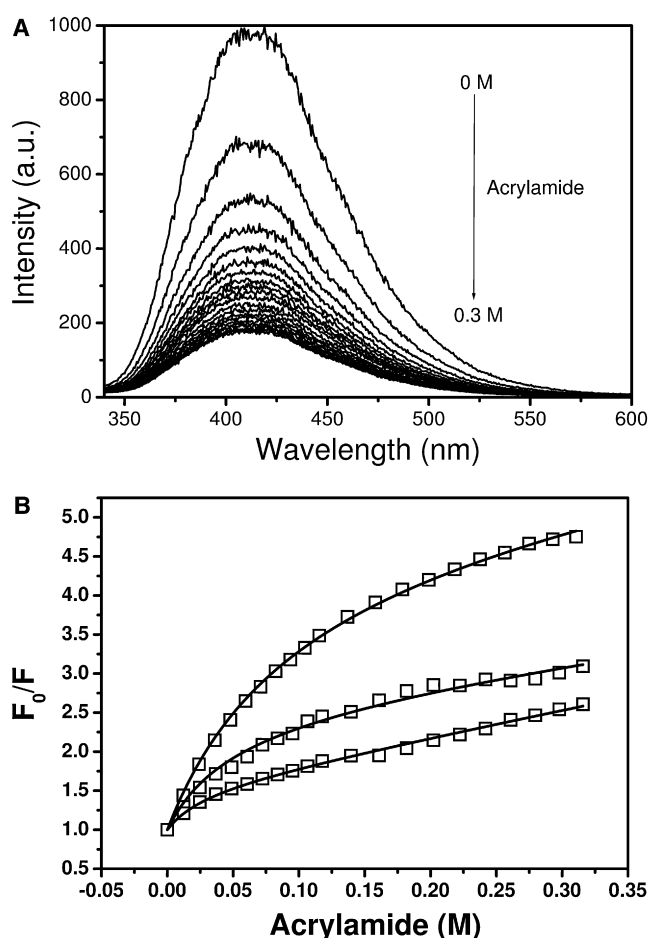 A
1000
800
600
400
200
0
Intensity (a.u.)
0 M
Acrylamide
0.3 M
350 400 450 500 550 600
Wavelength (nm)
B
5.0
4.5
4.0
3.5
3.0
2.5
2.0
1.5
1.0
0.5
F0/F
-0.05 0.00 0.05 0.10 0.15 0.20 0.25 0.30 0.35
Acrylamide (M)